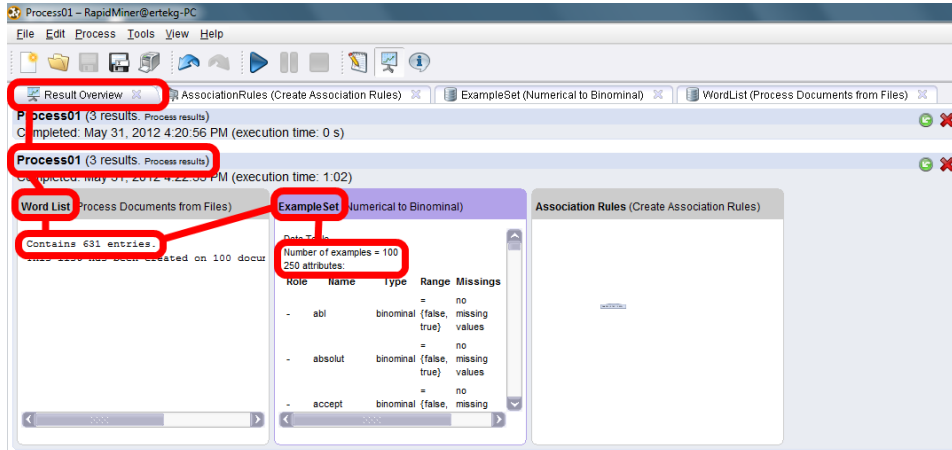 Process01 – RapidMiner@ertekg-PC
File Edit Process Tools View Help
Result Overview AssociationRules (Create Association Rules) ExampleSet (Numerical to Binominal) WordList (Process Documents from Files)
Process01 (3 results. Process results)
Completed: May 31, 2012 4:20:56 PM (execution time: 0 s)
Process01 (3 results. Process results)
Completed: May 31, 2012 4:22:33 PM (execution time: 1:02)
Word List (Process Documents from Files)
Contains 631 entries.
This list has been created on 100 docum
ExampleSet (Numerical to Binominal)
Data Table
Number of examples = 100
250 attributes:
Role Name Type Range Missings
- abl binominal = {false, true} no missing values
- absolut binominal = {false, true} no missing values
- accept binominal = {false, no missing
Association Rules (Create Association Rules)